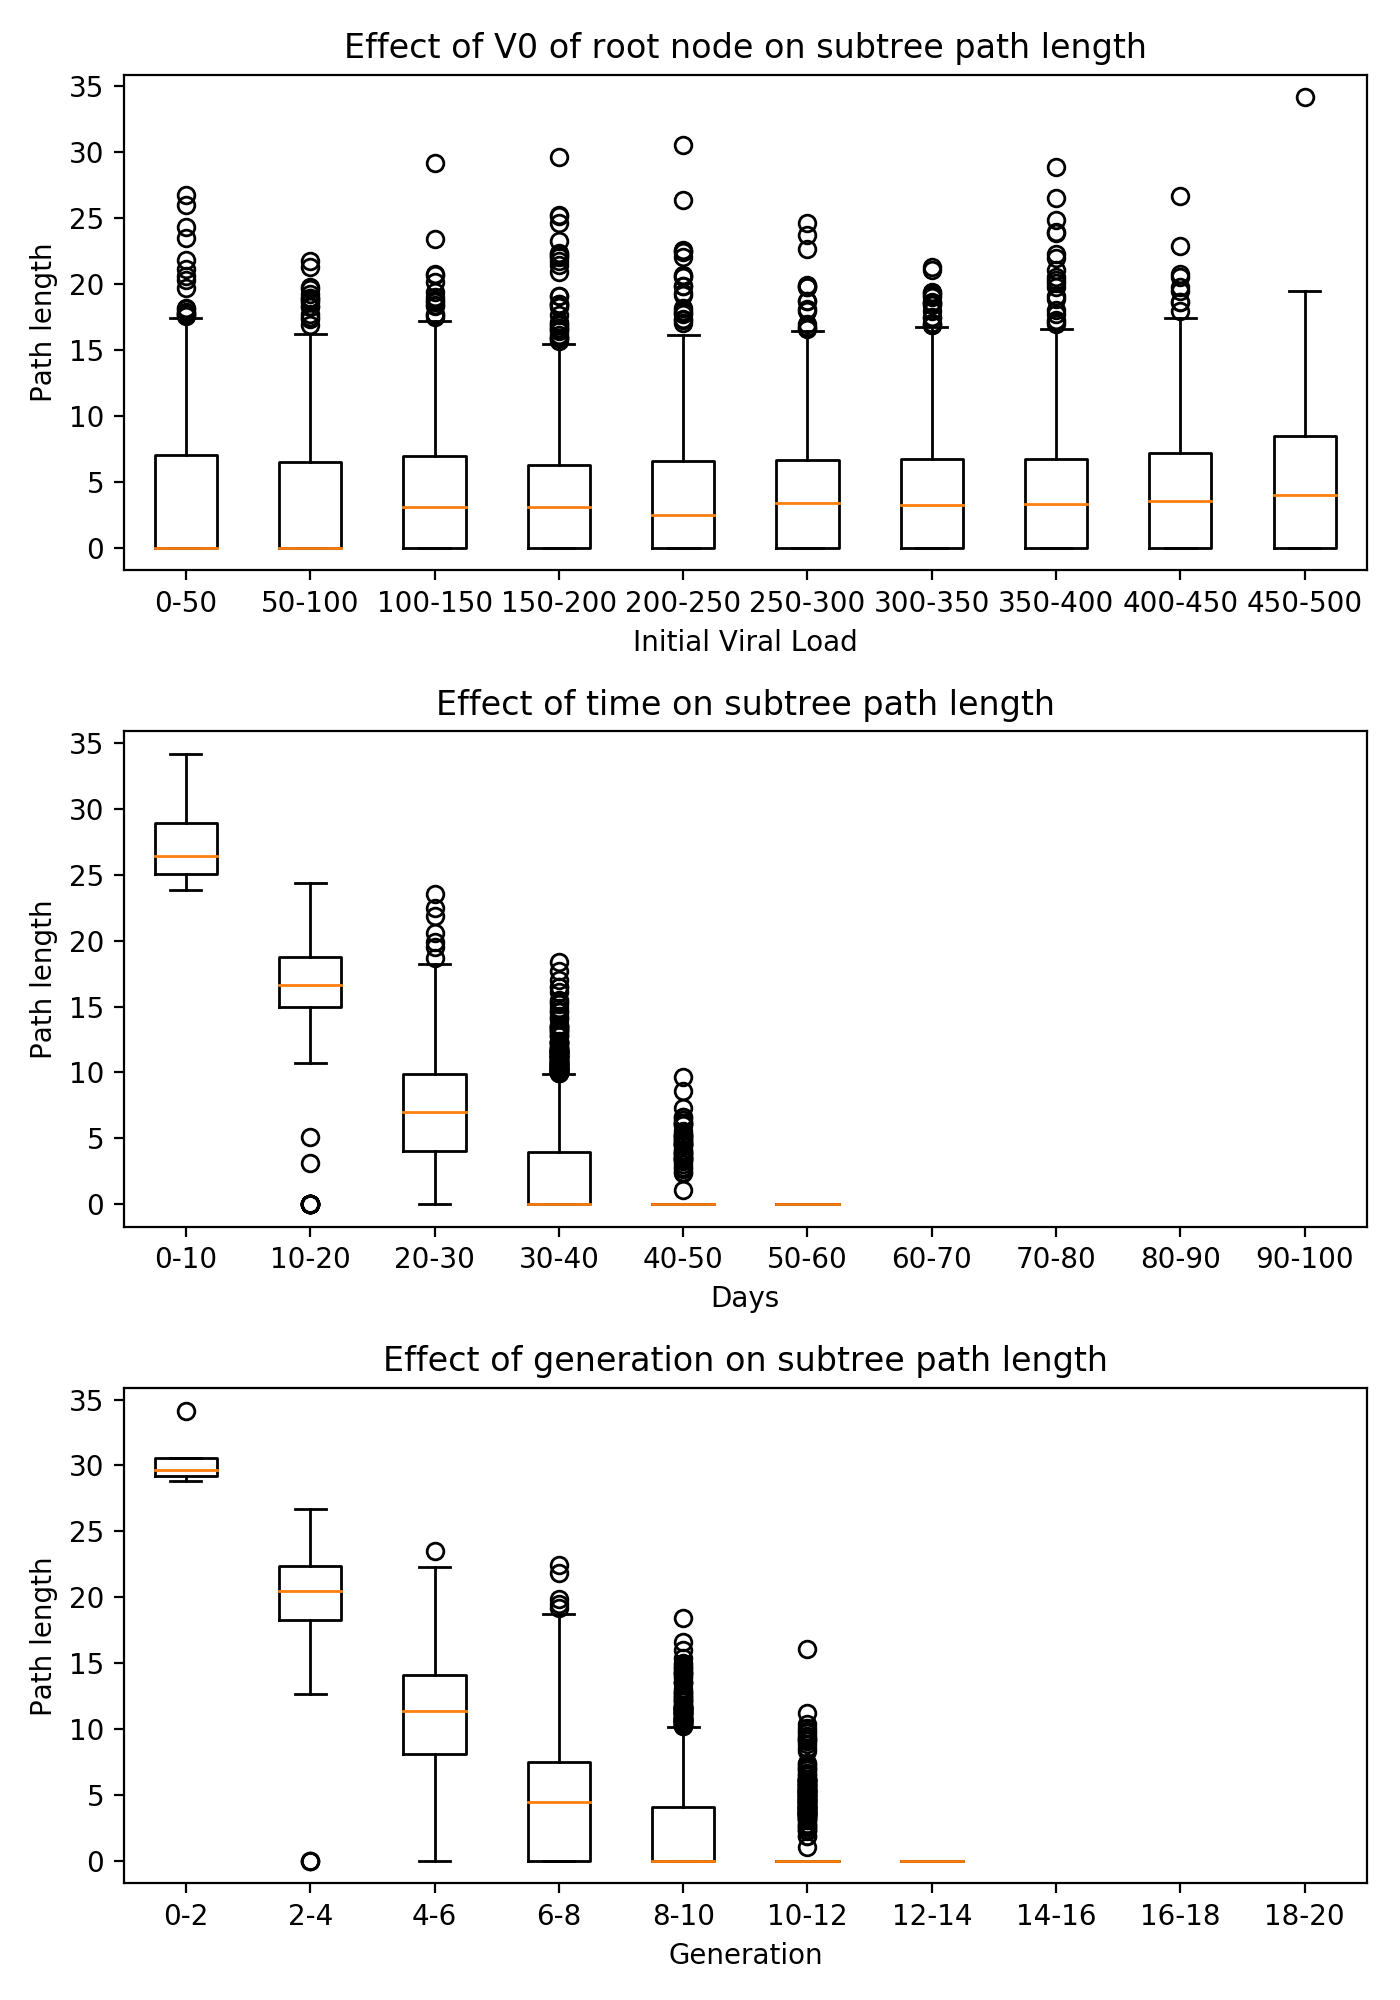 Effect of V0 of root node on subtree path length
35
30
25
20
15
10
5
0
Path length
0-50 50-100 100-150 150-200 200-250 250-300 300-350 350-400 400-450 450-500
Initial Viral Load
Effect of time on subtree path length
35
30
25
20
15
10
5
0
Path length
0-10 10-20 20-30 30-40 40-50 50-60 60-70 70-80 80-90 90-100
Days
Effect of generation on subtree path length
35
30
25
20
15
10
5
0
Path length
0-2 2-4 4-6 6-8 8-10 10-12 12-14 14-16 16-18 18-20
Generation